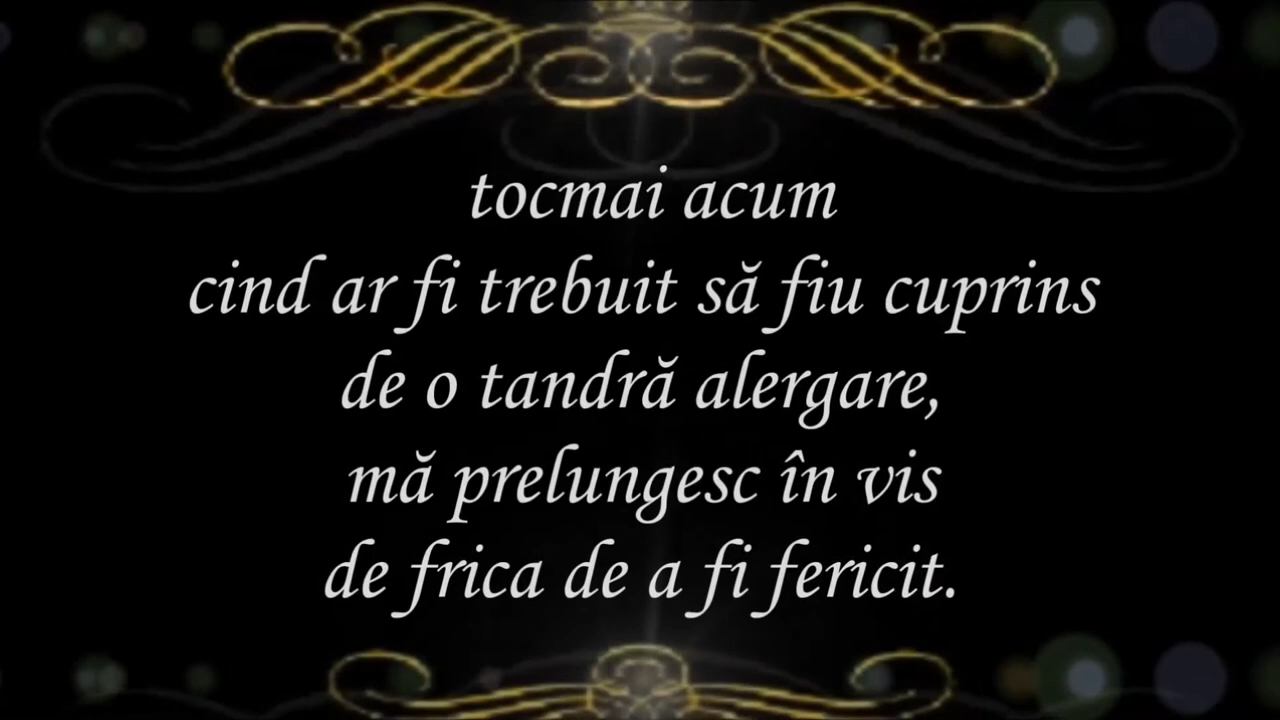 tocmai acum
cind ar fi trebuit să fiu cuprins
de o tandră alergare,
mă prelungesc în vis
de frica de a fi fericit.